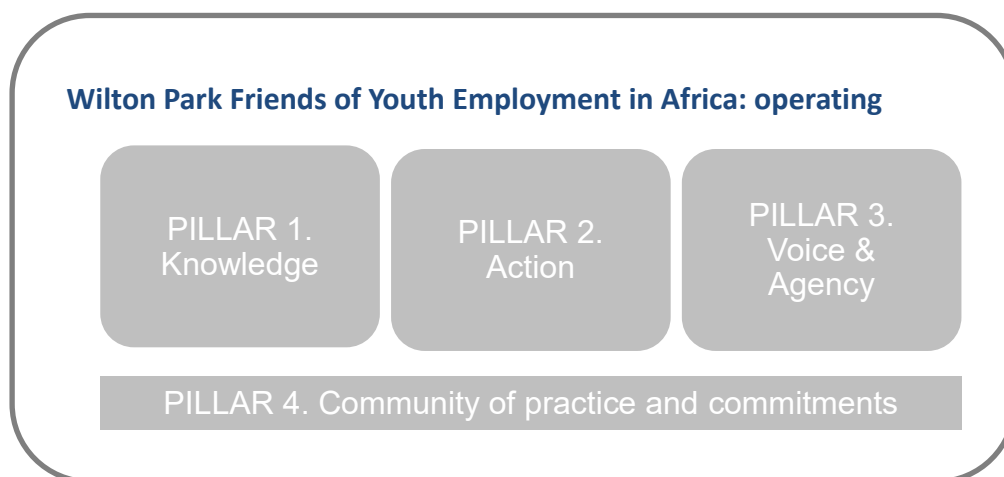 Wilton Park Friends of Youth Employment in Africa: operating
PILLAR 1.
Knowledge
PILLAR 2.
Action
PILLAR 3.
Voice &
Agency
PILLAR 4. Community of practice and commitments